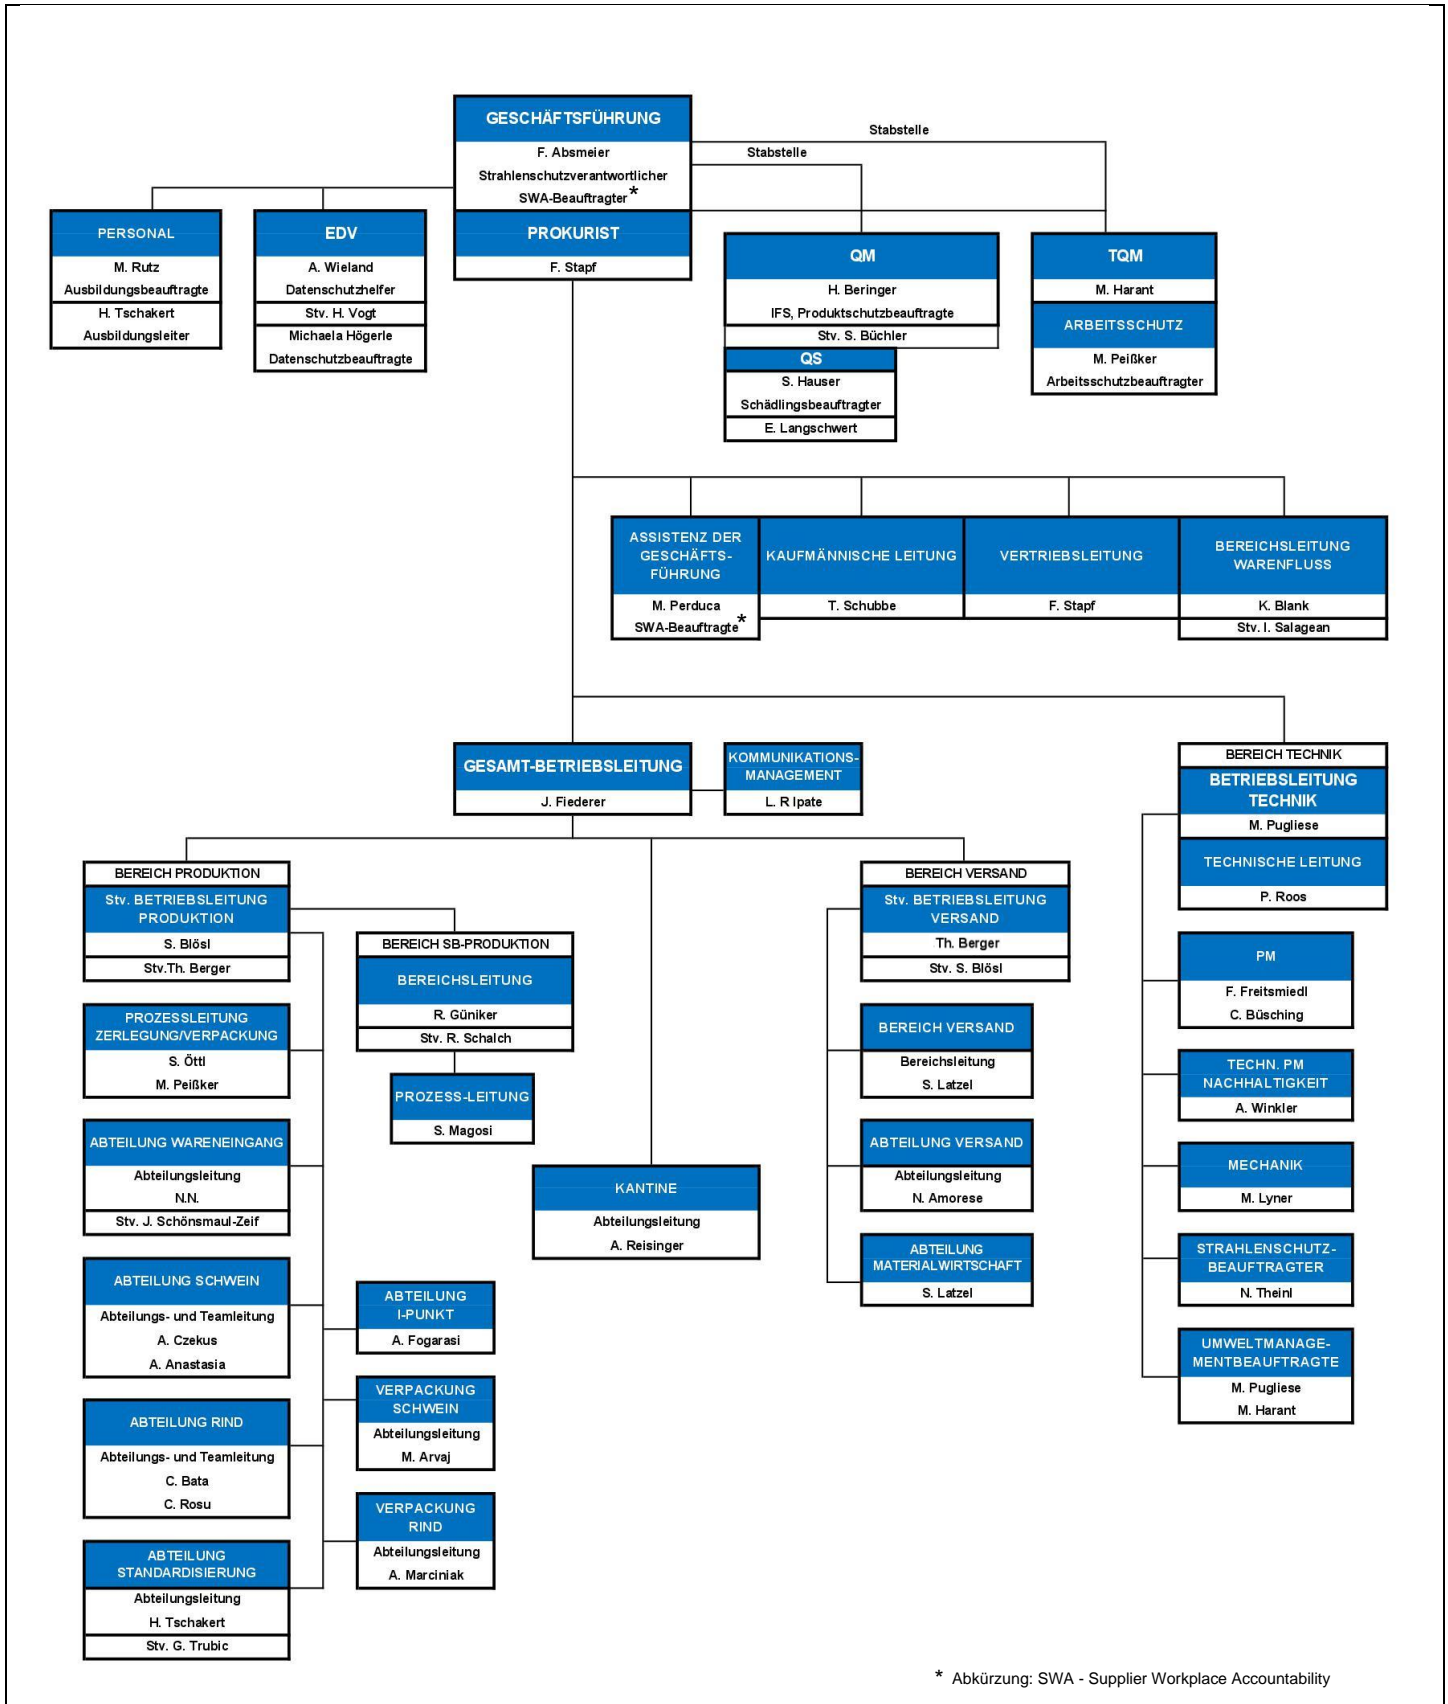 GESCHÄFTSFÜHRUNG
F. Absmeier
Strahlenschutzverantwortlicher
SWA-Beauftragter*
PROKURIST
F. Stapf
Stabstelle
Stabstelle
PERSONAL
M. Rutz
Ausbildungsbeauftragte
H. Tschakert
Ausbildungsleiter
EDV
A. Wieland
Datenschutzhelfer
Stv. H. Vogt
Michaela Högerle
Datenschutzbeauftragte
QM
H. Beringer
IFS, Produktschutzbeauftragte
Stv. S. Büchler
QS
S. Hauser
Schädlingsbeauftragter
E. Langschwert
TQM
M. Harant
ARBEITSSCHUTZ
M. Peißker
Arbeitsschutzbeauftragter
ASSISTENZ DER
GESCHÄFTS-
FÜHRUNG
M. Perduca
SWA-Beauftragte*
KAUFMÄNNISCHE LEITUNG
T. Schubbe
VERTRIEBSLEITUNG
F. Stapf
BEREICHSLEITUNG
WARENFLUSS
K. Blank
Stv. I. Salagean
GESAMT-BETRIEBSLEITUNG
J. Fiederer
KOMMUNIKATIONS-
MANAGEMENT
L. R Ipate
BEREICH TECHNIK
BETRIEBSLEITUNG
TECHNIK
M. Pugliese
TECHNISCHE LEITUNG
P. Roos
BEREICH PRODUKTION
Stv. BETRIEBSLEITUNG
PRODUKTION
S. Blösl
Stv.Th. Berger
BEREICH SB-PRODUKTION
BEREICHSLEITUNG
R. Güniker
Stv. R. Schalch
PROZESS-LEITUNG
S. Magosi
BEREICH VERSAND
Stv. BETRIEBSLEITUNG
VERSAND
Th. Berger
Stv. S. Blösl
PROZESSLEITUNG
ZERLEGUNG/VERPACKUNG
S. Öttl
M. Peißker
ABTEILUNG WARENEINGANG
Abteilungsleitung
N.N.
Stv. J. Schönsmaul-Zeif
ABTEILUNG SCHWEIN
Abteilungs- und Teamleitung
A. Czekus
A. Anastasia
ABTEILUNG RIND
Abteilungs- und Teamleitung
C. Bata
C. Rosu
ABTEILUNG
STANDARDISIERUNG
Abteilungsleitung
H. Tschakert
Stv. G. Trubic
ABTEILUNG
I-PUNKT
A. Fogarasi
VERPACKUNG
SCHWEIN
Abteilungsleitung
M. Arvaj
VERPACKUNG
RIND
Abteilungsleitung
A. Marciniak
KANTINE
Abteilungsleitung
A. Reisinger
BEREICH VERSAND
Bereichsleitung
S. Latzel
ABTEILUNG VERSAND
Abteilungsleitung
N. Amorese
ABTEILUNG
MATERIALWIRTSCHAFT
S. Latzel
PM
F. Freitsmiedl
C. Büsching
TECHN. PM
NACHHALTIGKEIT
A. Winkler
MECHANIK
M. Lyner
STRAHLENSCHUTZ-
BEAUFTRAGTER
N. Theinl
UMWELTMANAGE-
MENTBEAUFTRAGTE
M. Pugliese
M. Harant
* Abkürzung: SWA - Supplier Workplace Accountability